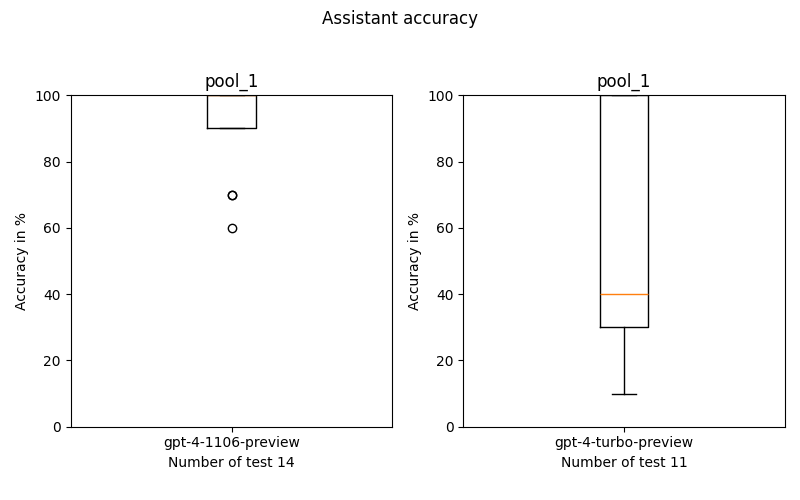 Assistant accuracy
pool_1
100
80
60
40
20
0
Accuracy in %
gpt-4-1106-preview
Number of test 14
pool_1
100
80
60
40
20
0
Accuracy in %
gpt-4-turbo-preview
Number of test 11